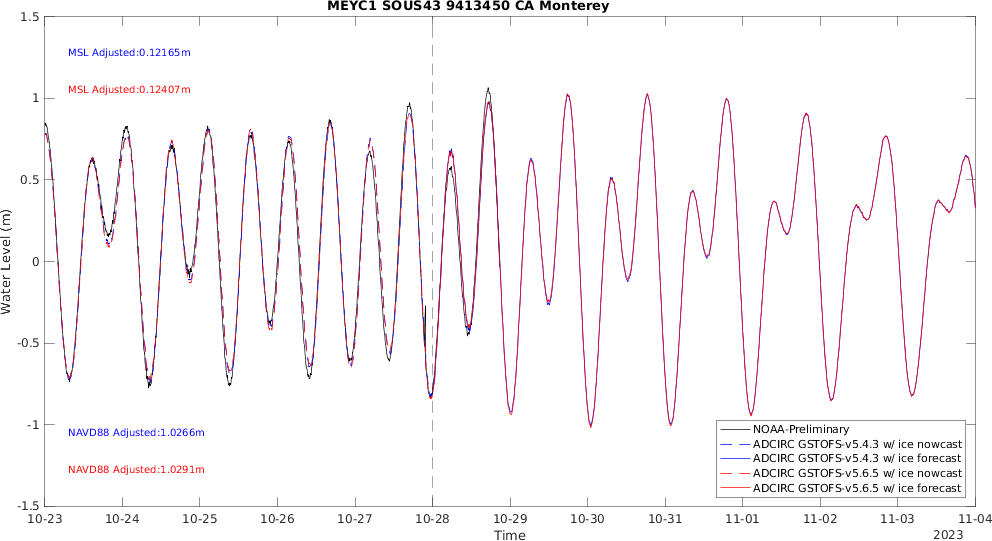 MEYC1 SOUS43 9413450 CA Monterey
1.5
1
0.5
0
-0.5
-1
-1.5
Water Level (m)
MSL Adjusted:0.12165m
MSL Adjusted:0.12407m
NAVD88 Adjusted:1.0266m
NAVD88 Adjusted:1.0291m
NOAA-Preliminary
ADCIRC GSTOFS-v5.4.3 w/ ice nowcast
ADCIRC GSTOFS-v5.4.3 w/ ice forecast
ADCIRC GSTOFS-v5.6.5 w/ ice nowcast
ADCIRC GSTOFS-v5.6.5 w/ ice forecast
10-23 10-24 10-25 10-26 10-27 10-28 10-29 10-30 10-31 11-01 11-02 11-03 11-04
Time
2023